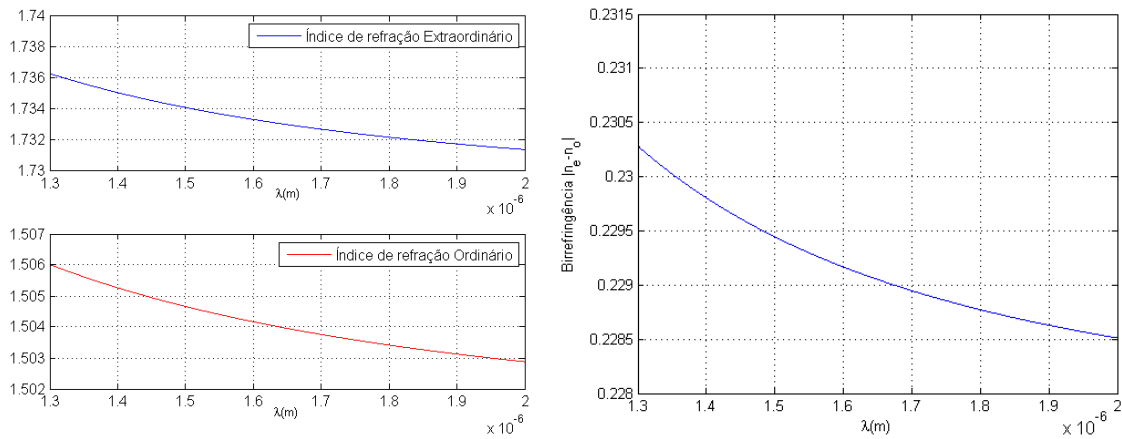 1.74
1.738
1.736
1.734
1.732
1.73
Índice de refração Extraordinário
1.3 1.4 1.5 1.6 1.7 1.8 1.9 2
λ(m)
x 10⁻⁶
1.507
1.506
1.505
1.504
1.503
1.502
Índice de refração Ordinário
1.3 1.4 1.5 1.6 1.7 1.8 1.9 2
λ(m)
x 10⁻⁶
Birrefringência |nₑ-nₒ|
0.2315
0.231
0.2305
0.23
0.2295
0.229
0.2285
0.228
1.3 1.4 1.5 1.6 1.7 1.8 1.9 2
λ(m)
x 10⁻⁶